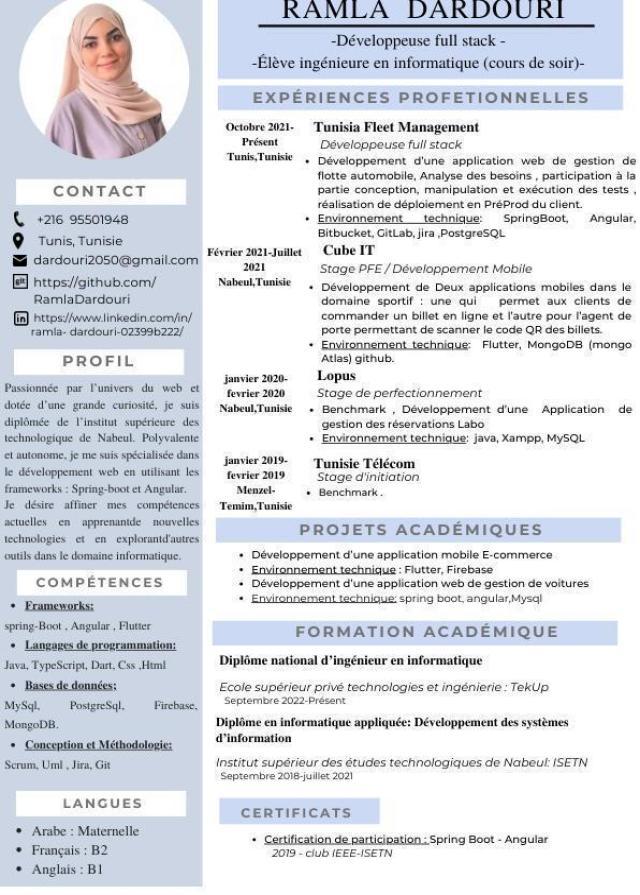 RAMLA DARDOURI
-Développeuse full stack -
-Élève ingénieure en informatique (cours de soir)-
CONTACT
+216 95501948
Tunis, Tunisie
dardouri2050@gmail.com
git
https://github.com/
RamlaDardouri
in
https://www.linkedin.com/in/
ramla- dardouri-02399b222/
PROFIL
Passionnée par l'univers du web et
dotée d'une grande curiosité, je suis
diplômée de l'institut supérieure des
technologique de Nabeul. Polyvalente
et autonome, je me suis spécialisée dans
le développement web en utilisant les
frameworks : Spring-boot et Angular.
Je désire affiner mes compétences
actuelles en apprenantde nouvelles
technologies et en explorantd'autres
outils dans le domaine informatique.
COMPÉTENCES
• Frameworks:
spring-Boot , Angular , Flutter
• Langages de programmation:
Java, TypeScript, Dart, Css ,Html
• Bases de données;
MySql, PostgreSql, Firebase,
MongoDB.
• Conception et Méthodologie:
Scrum, Uml , Jira, Git
LANGUES
• Arabe : Maternelle
• Français : B2
• Anglais : B1
EXPÉRIENCES PROFETIONNELLES
Octobre 2021-
Présent
Tunis,Tunisie
Tunisia Fleet Management
Développeuse full stack
• Développement d'une application web de gestion de
flotte automobile, Analyse des besoins , participation à la
partie conception, manipulation et exécution des tests ,
réalisation de déploiement en PréProd du client.
• Environnement technique: SpringBoot, Angular,
Bitbucket, GitLab, jira ,PostgreSQL
Février 2021-Juillet
2021
Nabeul,Tunisie
Cube IT
Stage PFE / Développement Mobile
• Développement de Deux applications mobiles dans le
domaine sportif : une qui permet aux clients de
commander un billet en ligne et l'autre pour l'agent de
porte permettant de scanner le code QR des billets.
• Environnement technique: Flutter, MongoDB (mongo
Atlas) github.
janvier 2020-
fevrier 2020
Nabeul,Tunisie
Lopus
Stage de perfectionnement
• Benchmark , Développement d'une Application de
gestion des réservations Labo
• Environnement technique: java, Xampp, MySQL
janvier 2019-
fevrier 2019
Menzel-
Temim,Tunisie
Tunisie Télécom
Stage d'initiation
• Benchmark .
PROJETS ACADÉMIQUES
• Développement d'une application mobile E-commerce
• Environnement technique : Flutter, Firebase
• Développement d'une application web de gestion de voitures
• Environnement technique: spring boot, angular,Mysql
FORMATION ACADÉMIQUE
Diplôme national d'ingénieur en informatique
Ecole supérieur privé technologies et ingénierie : TekUp
Septembre 2022-Présent
Diplôme en informatique appliquée: Développement des systèmes
d'information
Institut supérieur des études technologiques de Nabeul: ISETN
Septembre 2018-juillet 2021
CERTIFICATS
• Certification de participation : Spring Boot - Angular
2019 - club IEEE-ISETN